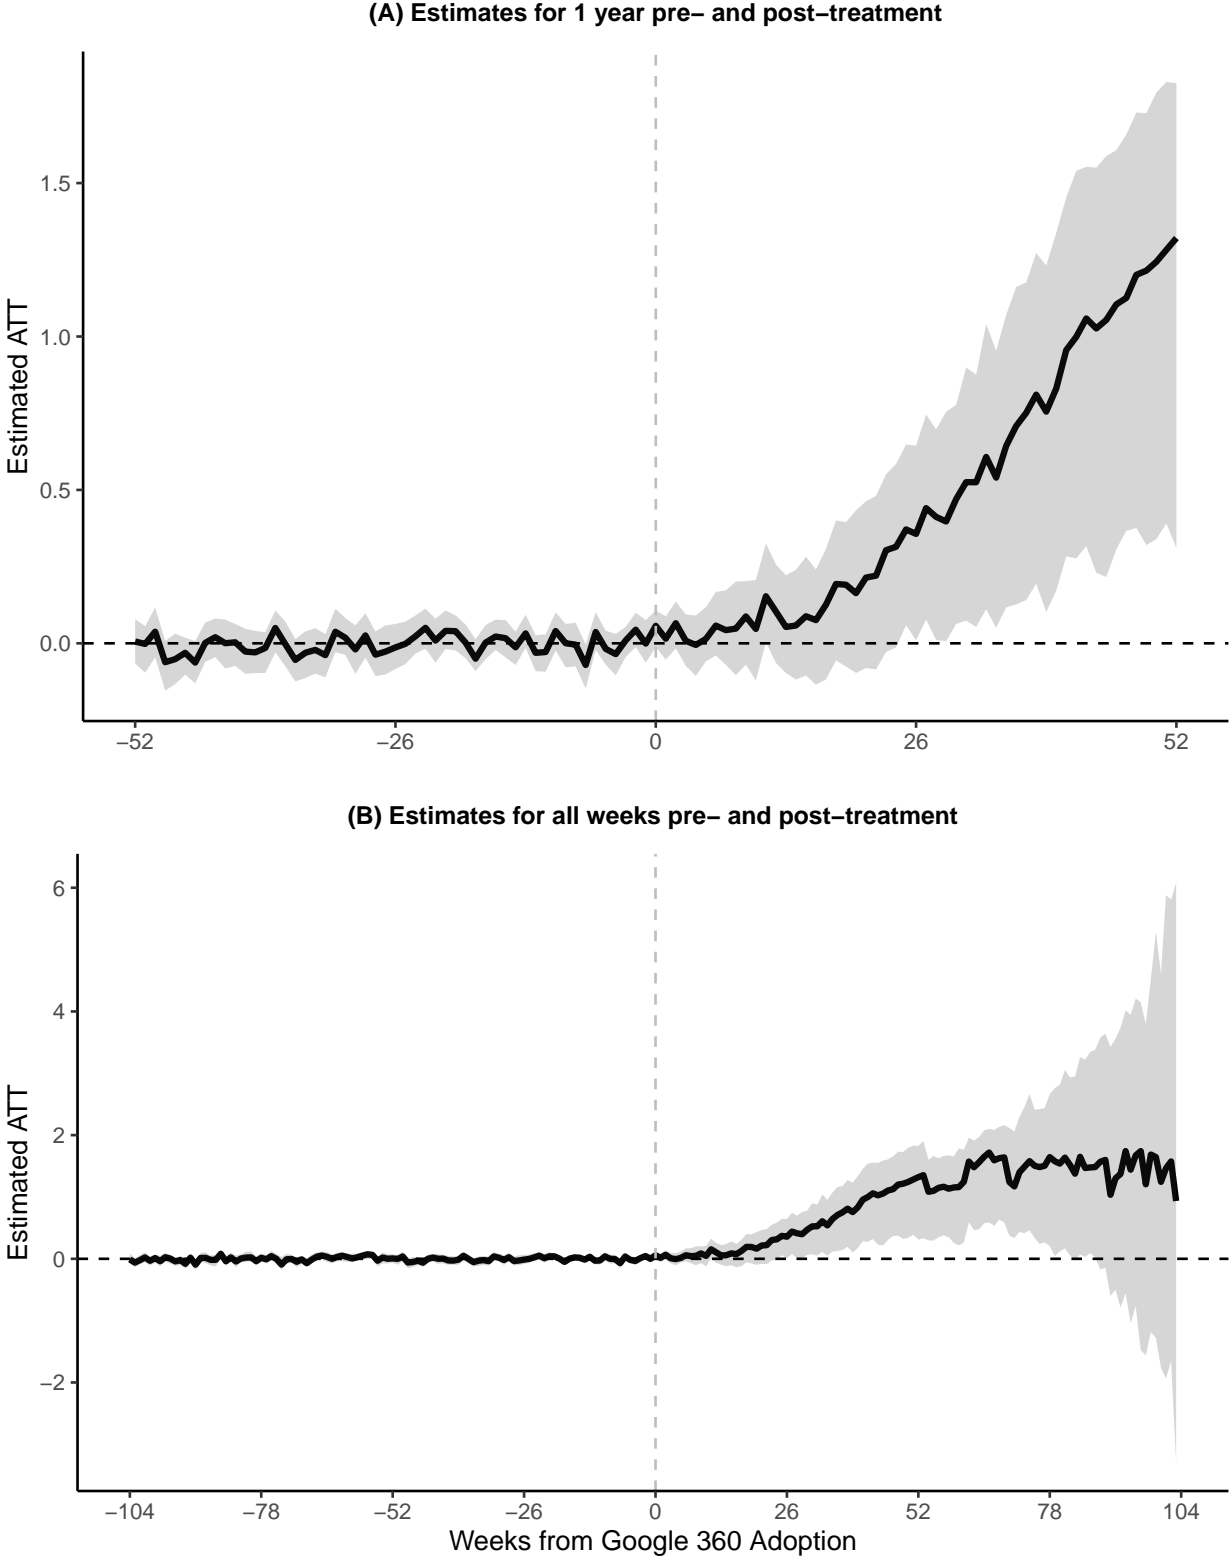 (A) Estimates for 1 year pre− and post−treatment
Estimated ATT
1.5
1.0
0.5
0.0
−52 −26 0 26 52
(B) Estimates for all weeks pre− and post−treatment
Estimated ATT
6
4
2
0
−2
−104 −78 −52 −26 0 26 52 78 104
Weeks from Google 360 Adoption